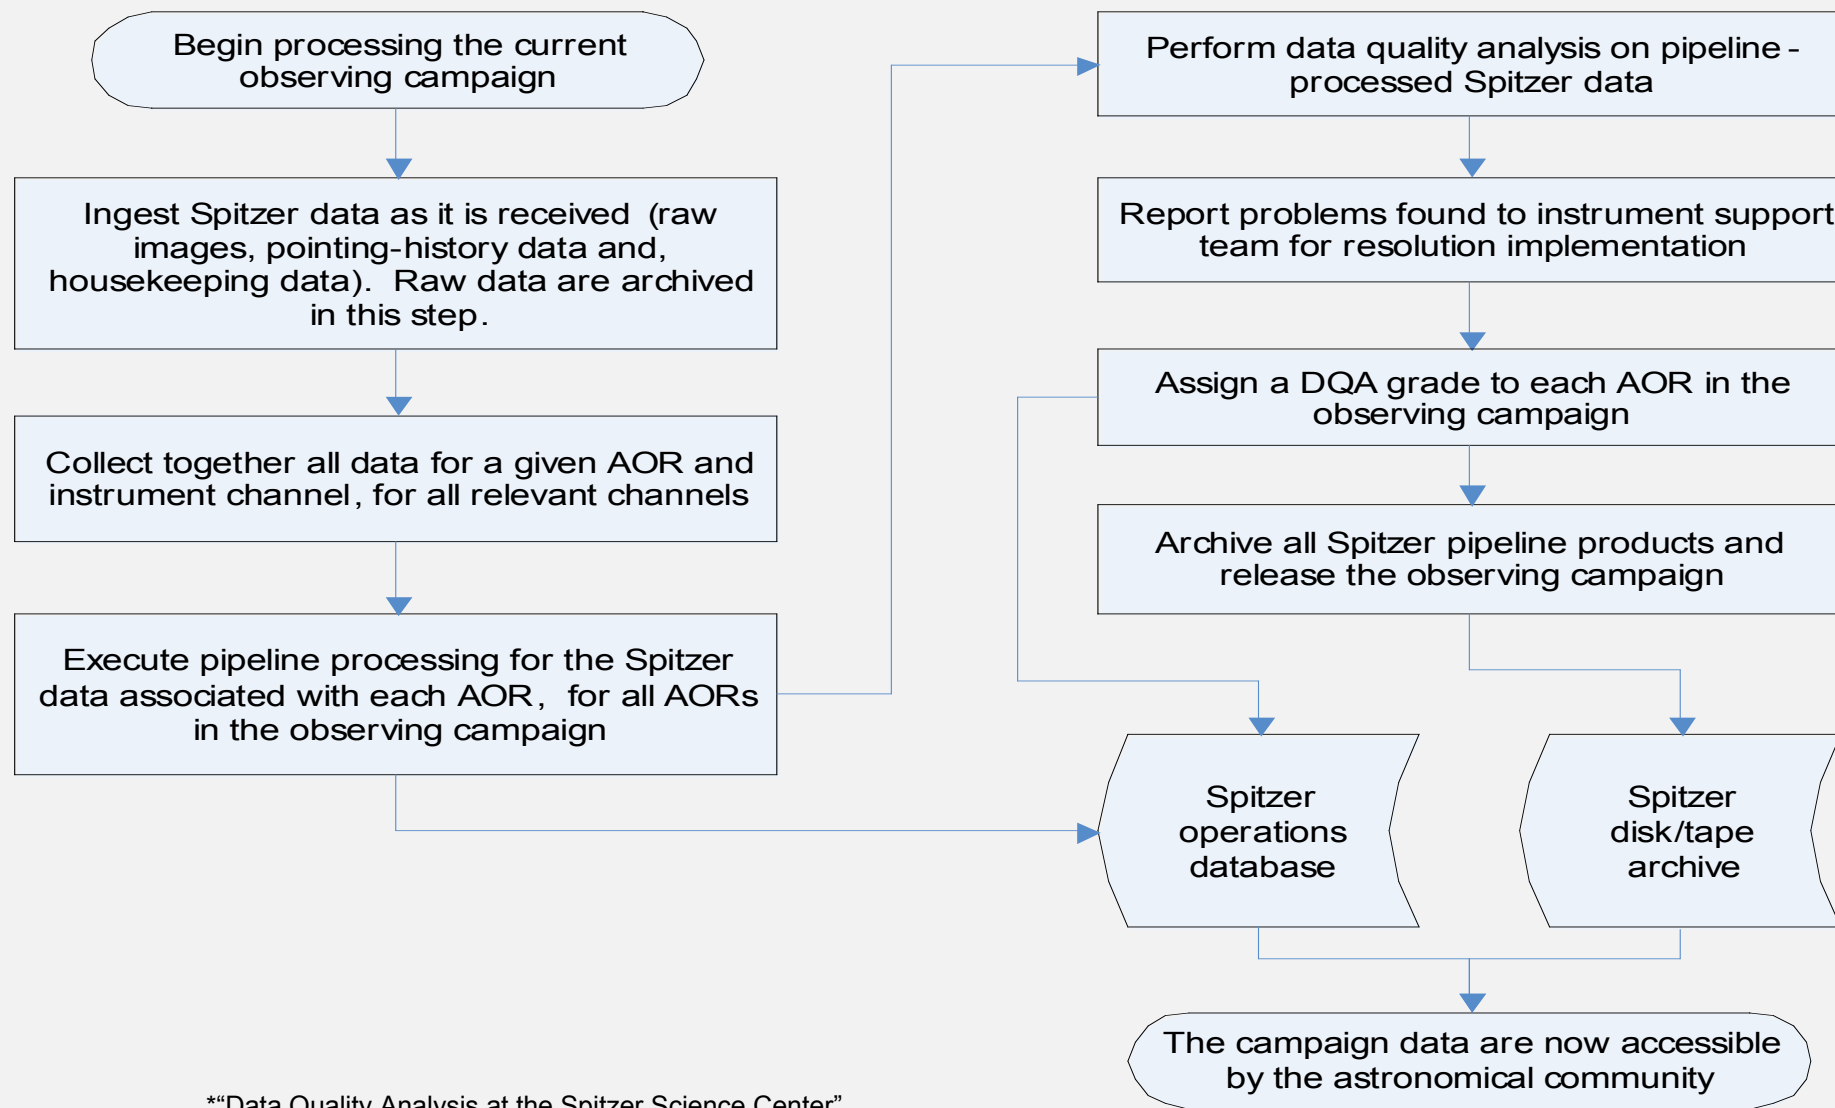 Begin processing the current
observing campaign
Ingest Spitzer data as it is received (raw
images, pointing-history data and,
housekeeping data). Raw data are archived
in this step.
Collect together all data for a given AOR and
instrument channel, for all relevant channels
Execute pipeline processing for the Spitzer
data associated with each AOR, for all AORs
in the observing campaign
Perform data quality analysis on pipeline -
processed Spitzer data
Report problems found to instrument support
team for resolution implementation
Assign a DQA grade to each AOR in the
observing campaign
Archive all Spitzer pipeline products and
release the observing campaign
Spitzer
operations
database
Spitzer
disk/tape
archive
The campaign data are now accessible
by the astronomical community
*“Data Quality Analysis at the Spitzer Science Center”